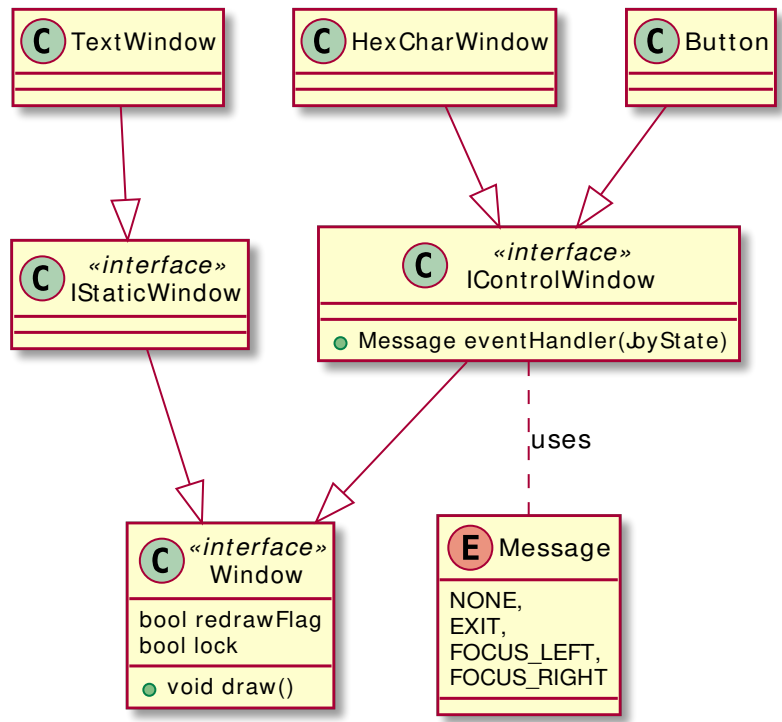 C TextWindow
C HexCharWindow
C Button
C «interface»
IStaticWindow
C «interface»
IControlWindow
Message eventHandler(JoyState)
uses
C «interface»
Window
bool redrawFlag
bool lock
void draw()
E Message
NONE,
EXIT,
FOCUS_LEFT,
FOCUS_RIGHT